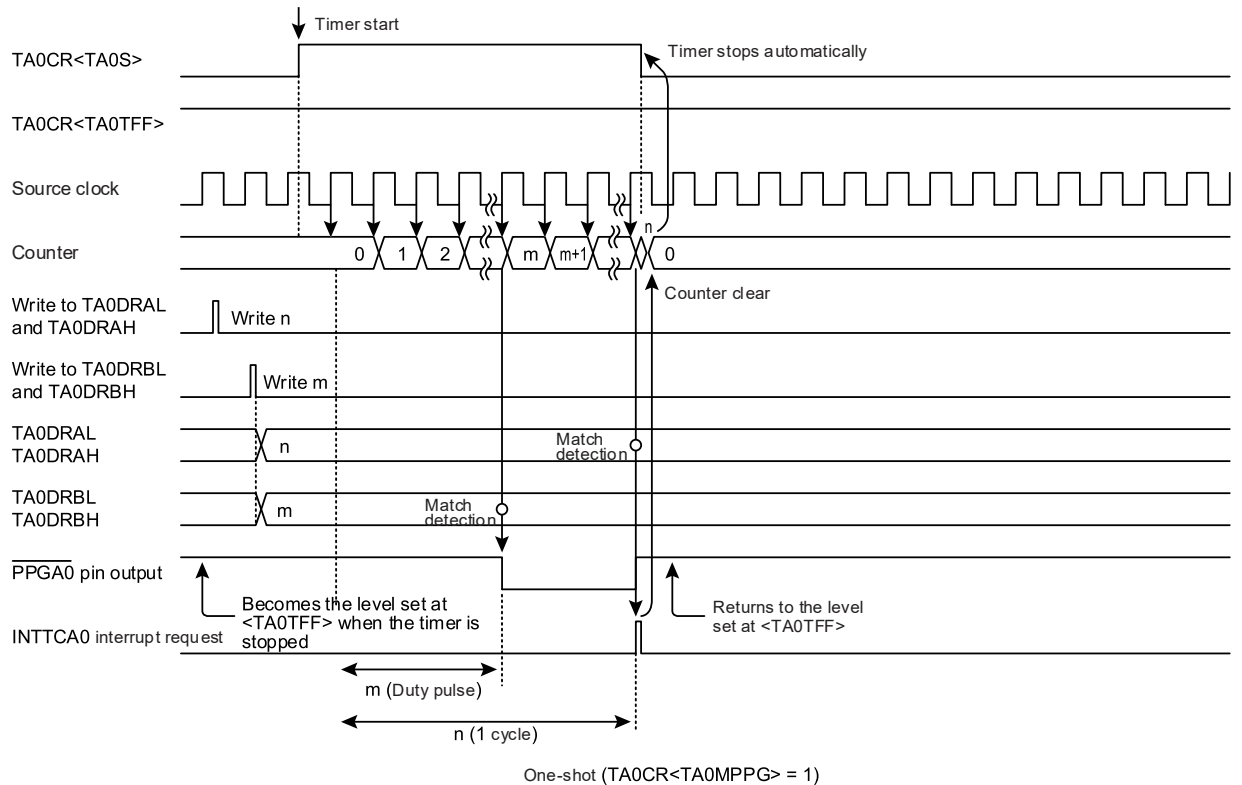 Timer start
TA0CR<TA0S>
Timer stops automatically
TA0CR<TA0TFF>
Source clock
n
Counter
0
1
2
m
m+1
0
Counter clear
Write to TA0DRAL
and TA0DRAH
Write n
Write to TA0DRBL
and TA0DRBH
Write m
TA0DRAL
TA0DRAH
n
Match
detection
TA0DRBL
TA0DRBH
m
Match
detection
PPGA0 pin output
Becomes the level set at
<TA0TFF> when the timer is
stopped
Returns to the level
set at <TA0TFF>
INTTCA0 interrupt request
m (Duty pulse)
n (1 cycle)
One-shot (TA0CR<TA0MPPG> = 1)